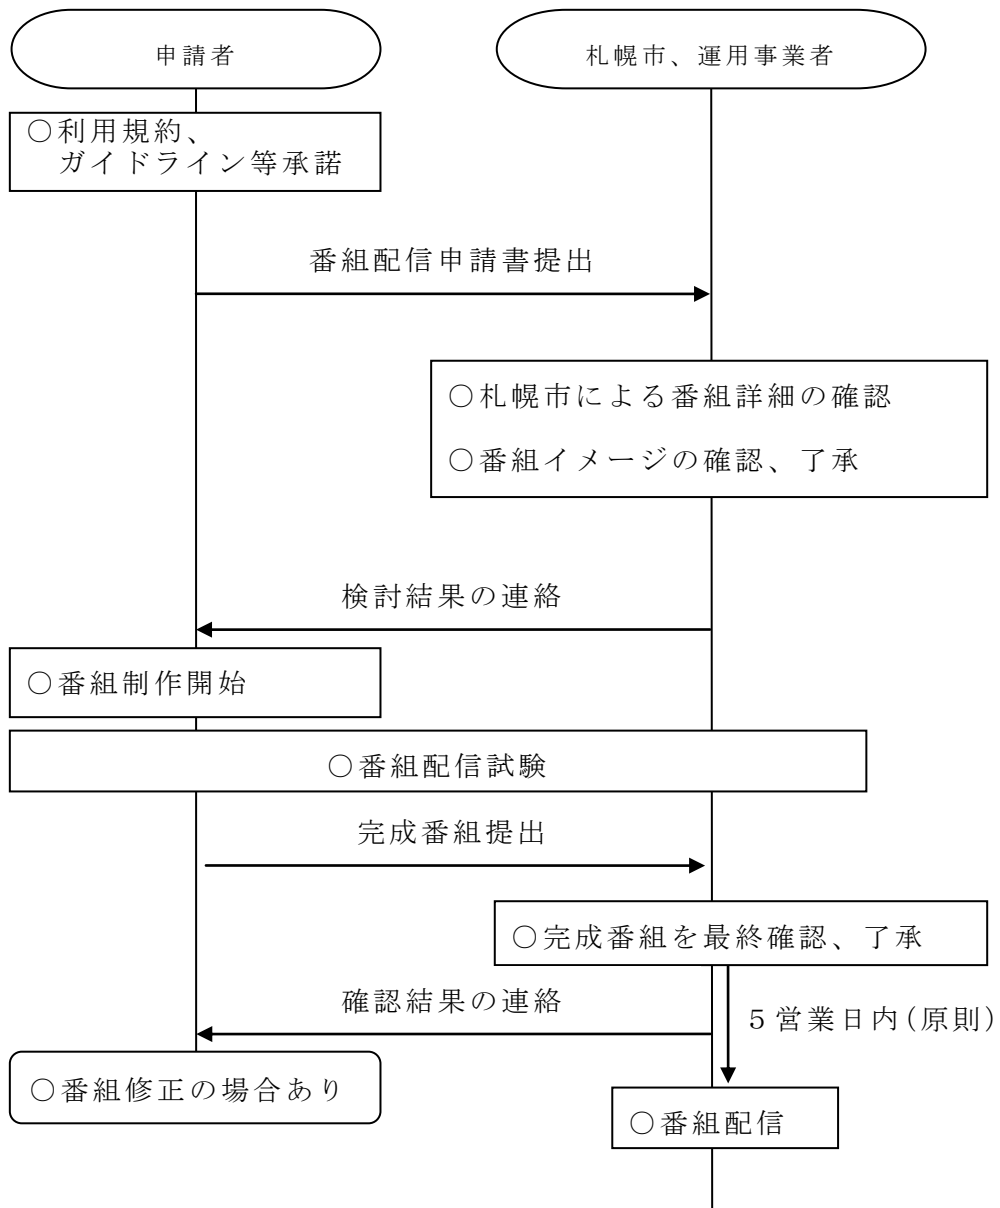 申請者
札幌市、運用事業者
○利用規約、
ガイドライン等承諾
番組配信申請書提出
○札幌市による番組詳細の確認
○番組イメージの確認、了承
検討結果の連絡
○番組制作開始
○番組配信試験
完成番組提出
○完成番組を最終確認、了承
確認結果の連絡
5営業日内(原則)
○番組修正の場合あり
○番組配信